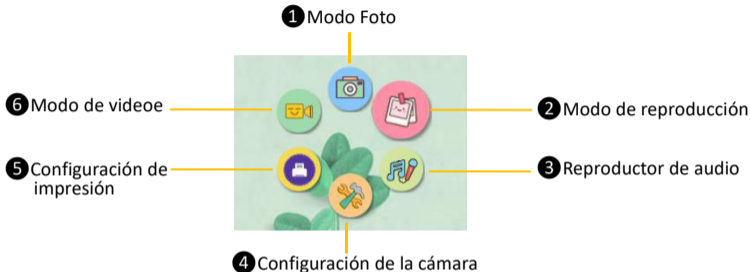 ❶Modo Foto
❻Modo de videoe
❷Modo de reproducción
❺Configuración de
impresión
❸Reproductor de audio
❹Configuración de la cámara